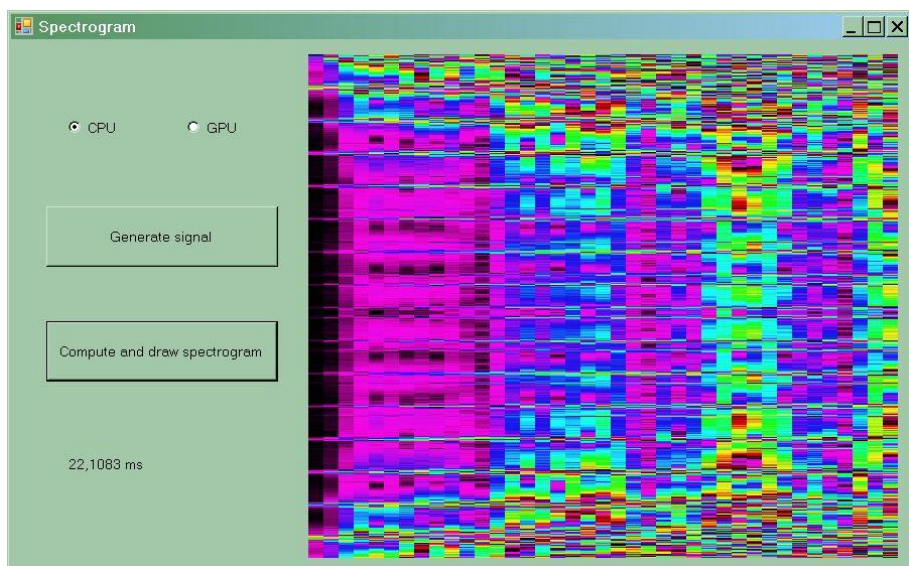 Spectrogram
CPU
GPU
Generate signal
Compute and draw spectrogram
22,1083 ms